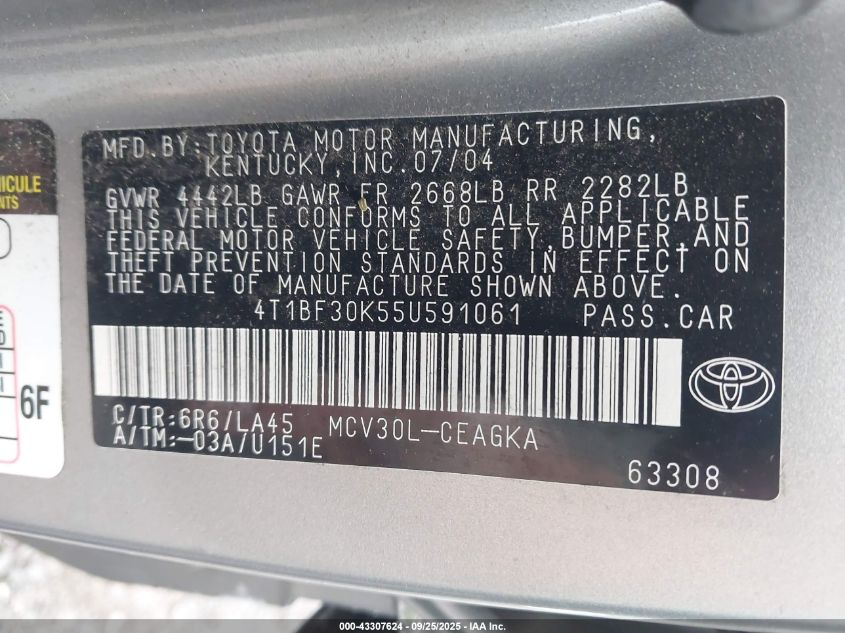 MFD.BY:TOYOTA MOTOR MANUFACTURING,
KENTUCKY,INC.07/04
GVWR 4442LB GAWR FR 2668LB RR 2282LB
THIS VEHICLE CONFORMS TO ALL APPLICABLE
FEDERAL MOTOR VEHICLE SAFETY,BUMPER,AND
THEFT PREVENTION STANDARDS IN EFFECT ON
THE DATE OF MANUFACTURE SHOWN ABOVE.
4T1BF30K55U591061 PASS.CAR
C/TR:6R6/LA45 MCV30L-CEAGKA
A/TM:-03A/U151E
63308
6F
000-43307624 - 09/25/2025 - Copyright © IAA, LLC